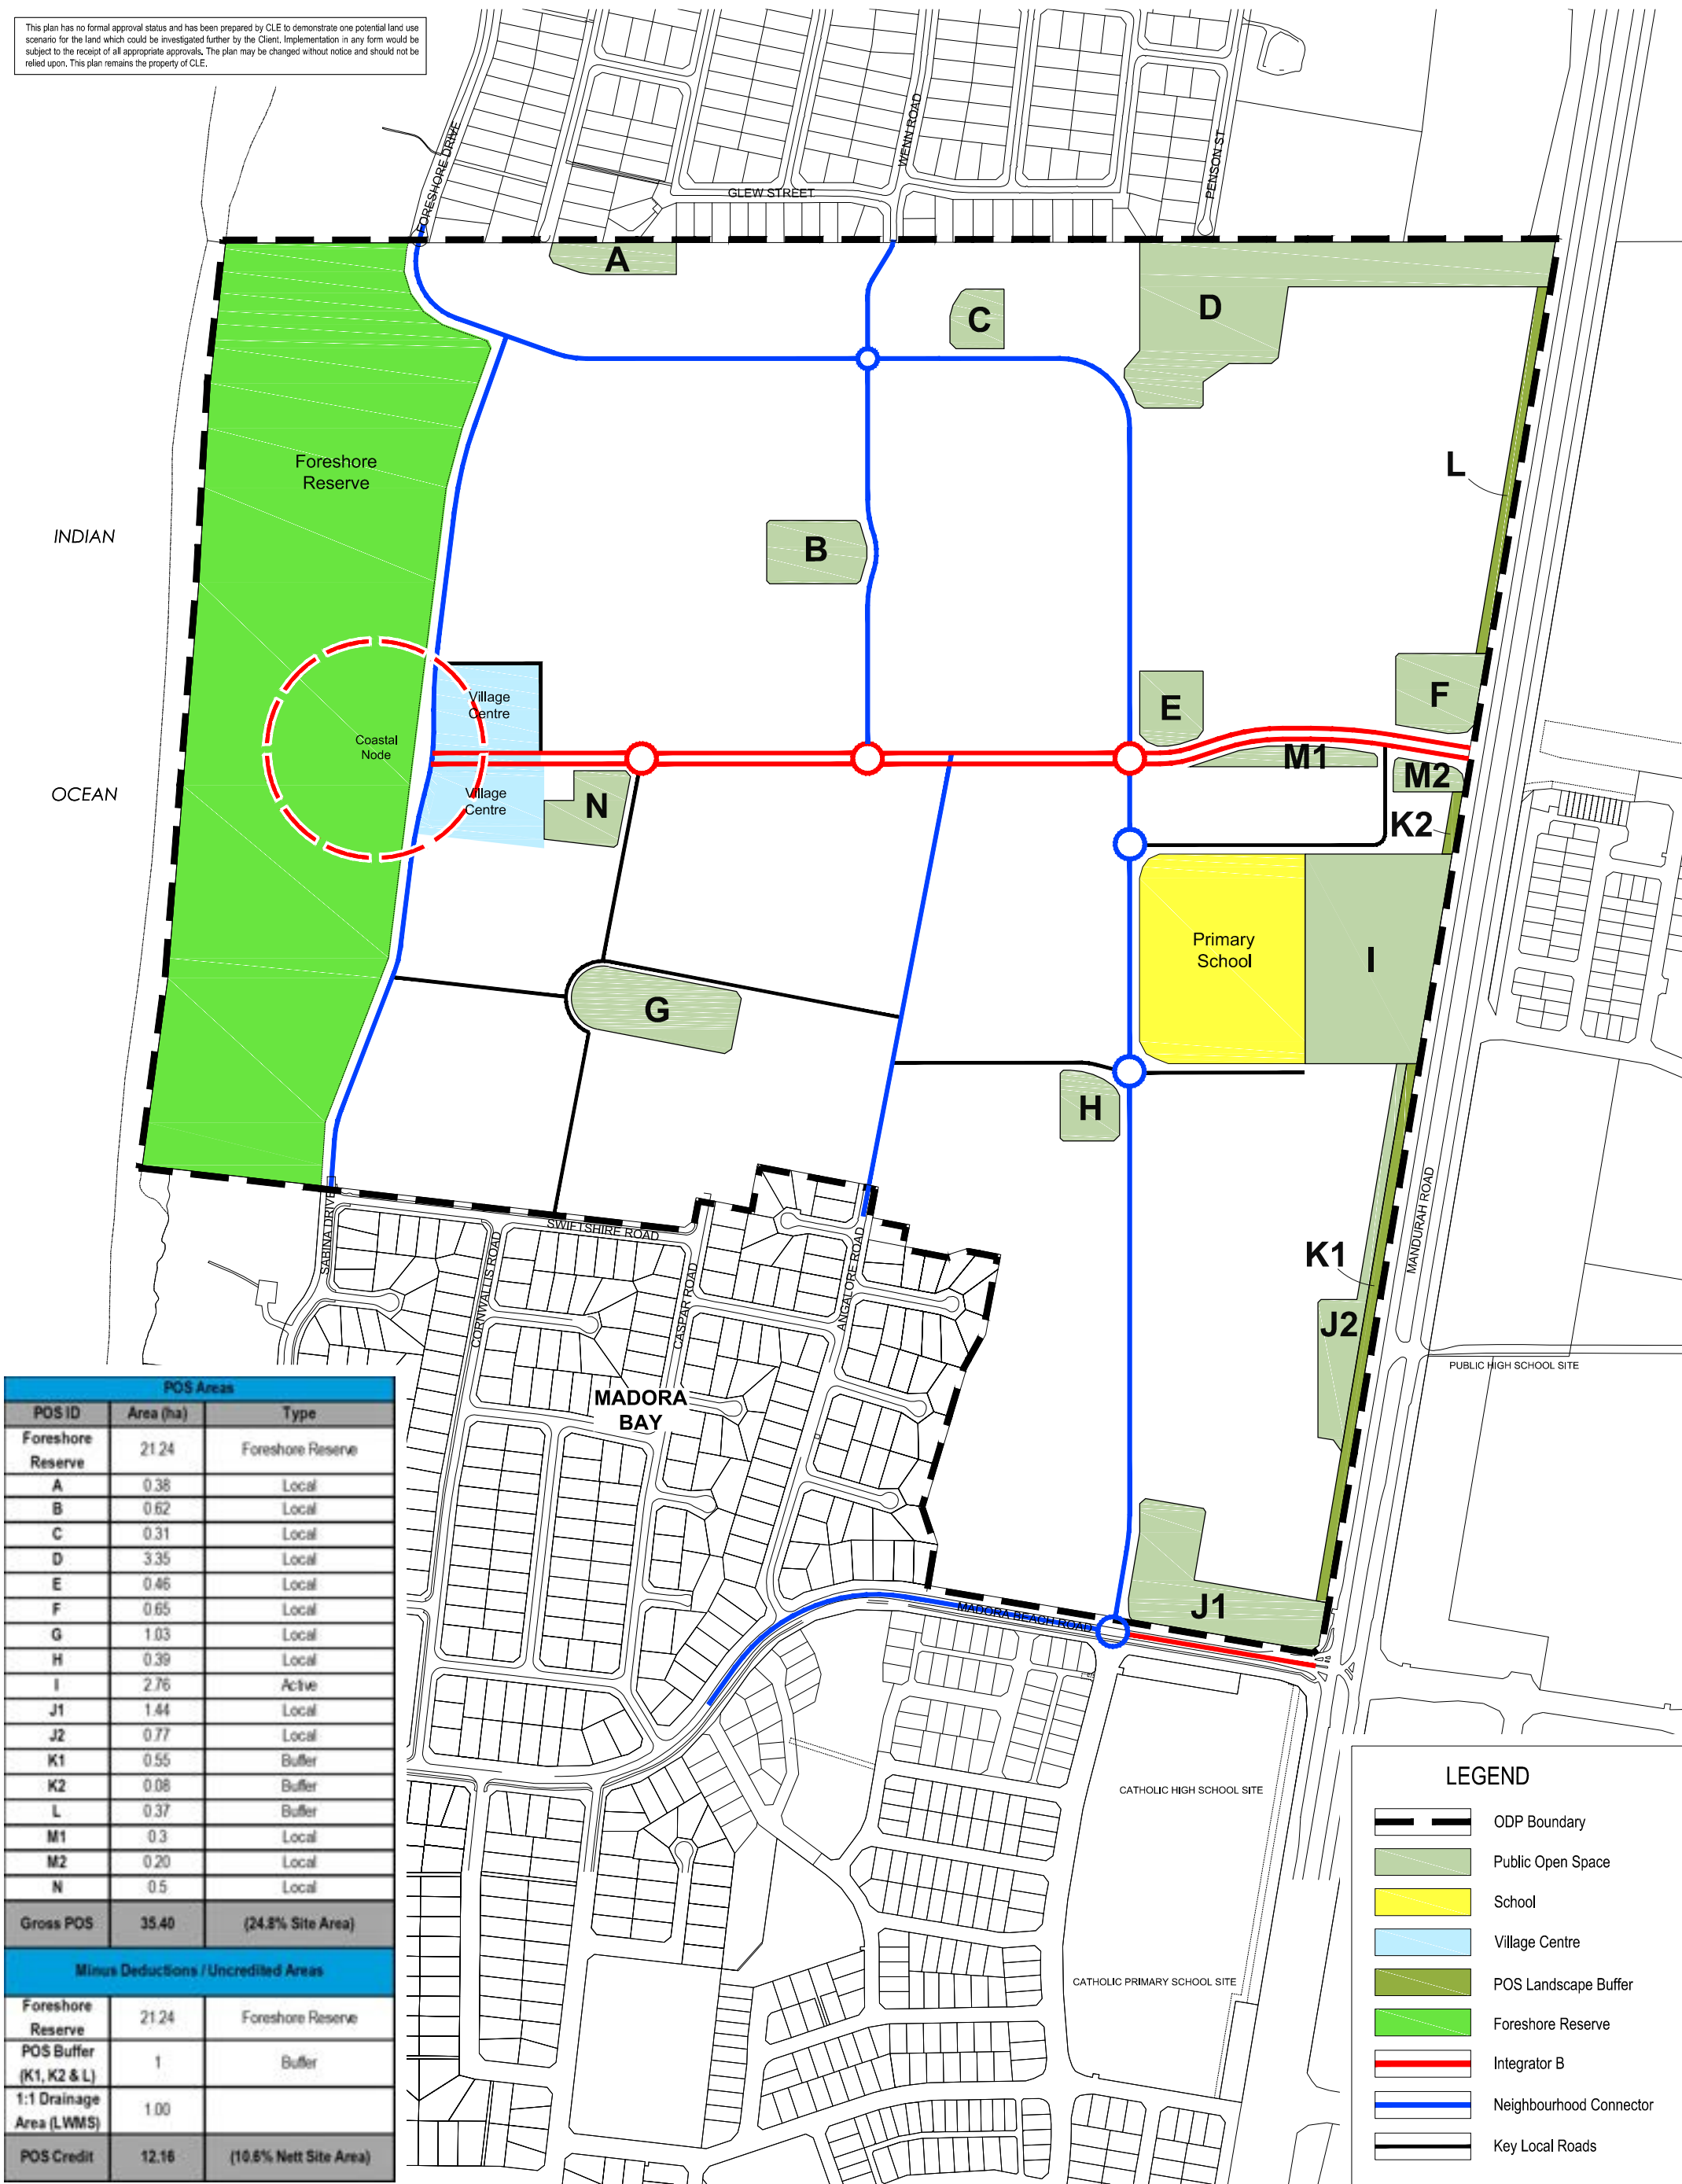 This plan has no formal approval status and has been prepared by CLE to demonstrate one potential land use
scenario for the land which could be investigated further by the Client. Implementation in any form would be
subject to the receipt of all appropriate approvals. The plan may be changed without notice and should not be
relied upon. This plan remains the property of CLE.
FORESHORE DRIVE
WENN ROAD
PENSON ST
GLEW STREET
A
C
D
Foreshore
Reserve
L
INDIAN
B
Village
Centre
E
F
Coastal
Node
M1
M2
OCEAN
Village
Centre
N
K2
Primary
School
I
G
H
MANDURAH ROAD
SABINA DRIVE
SWIFTSHIRE ROAD
CORNWALLIS ROAD
CASPAR ROAD
ANGALORE ROAD
K1
J2
PUBLIC HIGH SCHOOL SITE
MADORA
BAY
J1
MADORA BEACH ROAD
CATHOLIC HIGH SCHOOL SITE
CATHOLIC PRIMARY SCHOOL SITE
POS Areas
POS ID Area (ha) Type
Foreshore
Reserve 21.24 Foreshore Reserve
A 0.38 Local
B 0.62 Local
C 0.31 Local
D 3.35 Local
E 0.46 Local
F 0.65 Local
G 1.03 Local
H 0.39 Local
I 2.76 Active
J1 1.44 Local
J2 0.77 Local
K1 0.55 Buffer
K2 0.08 Buffer
L 0.37 Buffer
M1 0.3 Local
M2 0.20 Local
N 0.5 Local
Gross POS 35.40 (24.8% Site Area)
Minus Deductions / Uncredited Areas
Foreshore
Reserve 21.24 Foreshore Reserve
POS Buffer
(K1, K2 & L) 1 Buffer
1:1 Drainage
Area (LWMS) 1.00
POS Credit 12.16 (10.6% Nett Site Area)
LEGEND
ODP Boundary
Public Open Space
School
Village Centre
POS Landscape Buffer
Foreshore Reserve
Integrator B
Neighbourhood Connector
Key Local Roads